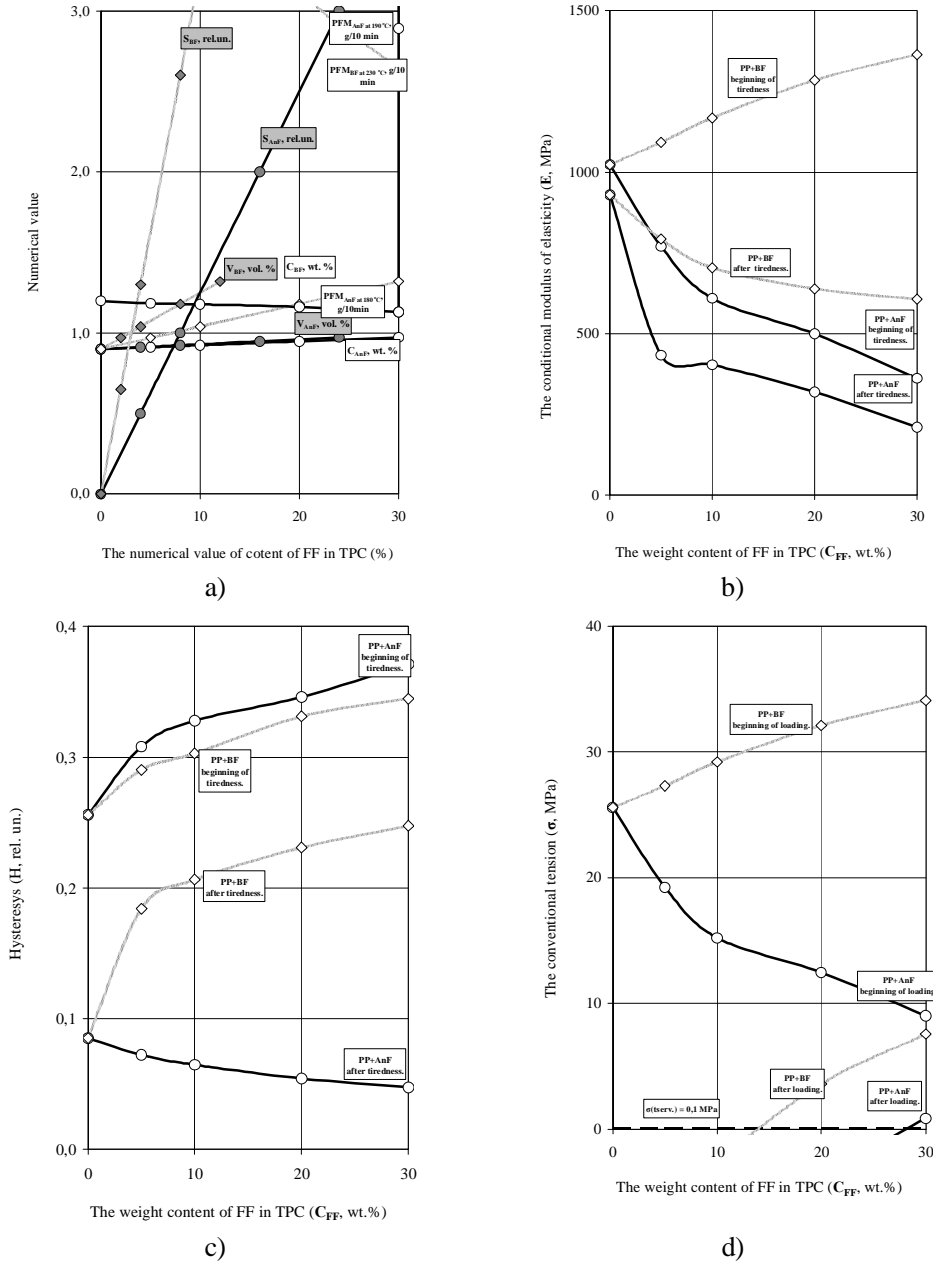 3,0
2,0
1,0
0,0
0
10
20
30
Numerical value
The numerical value of cotent of FF in TPC (%)
S_BF, rel.un.
PFM_AnF at 190°C, 
g/10 min
PFM_BF at 230 °C, g/10
min
S_AnF, rel.un.
V_BF, vol. %
C_BF, wt. %
PFM_AnF at 180°C,
g/10min
V_AnF, vol. %
C_AnF, wt. %
a)
1500
1000
500
0
0
10
20
30
The conditional modulus of elasticity (E, MPa)
The weight content of FF in TPC (C_FF, wt.%)
PP+BF
beginning of
tiredness
PP+BF
after tiredness.
PP+AnF
beginning of
tiredness.
PP+AnF
after tiredness.
b)
0,4
0,3
0,2
0,1
0,0
0
10
20
30
Hysteresys (H, rel. un.)
The weight content of FF in TPC (C_FF, wt.%)
PP+AnF
beginning of
tiredness.
PP+BF
beginning of
tiredness.
PP+BF
after tiredness.
PP+AnF
after tiredness.
c)
40
30
20
10
0
0
10
20
30
The conventional tension (σ, MPa)
The weight content of FF in TPC (C_FF, wt.%)
PP+BF
beginning of loading.
PP+AnF
beginning of loading
PP+BF
after loading.
PP+AnF
after loading.
σ(tserv.) = 0,1 MPa
d)